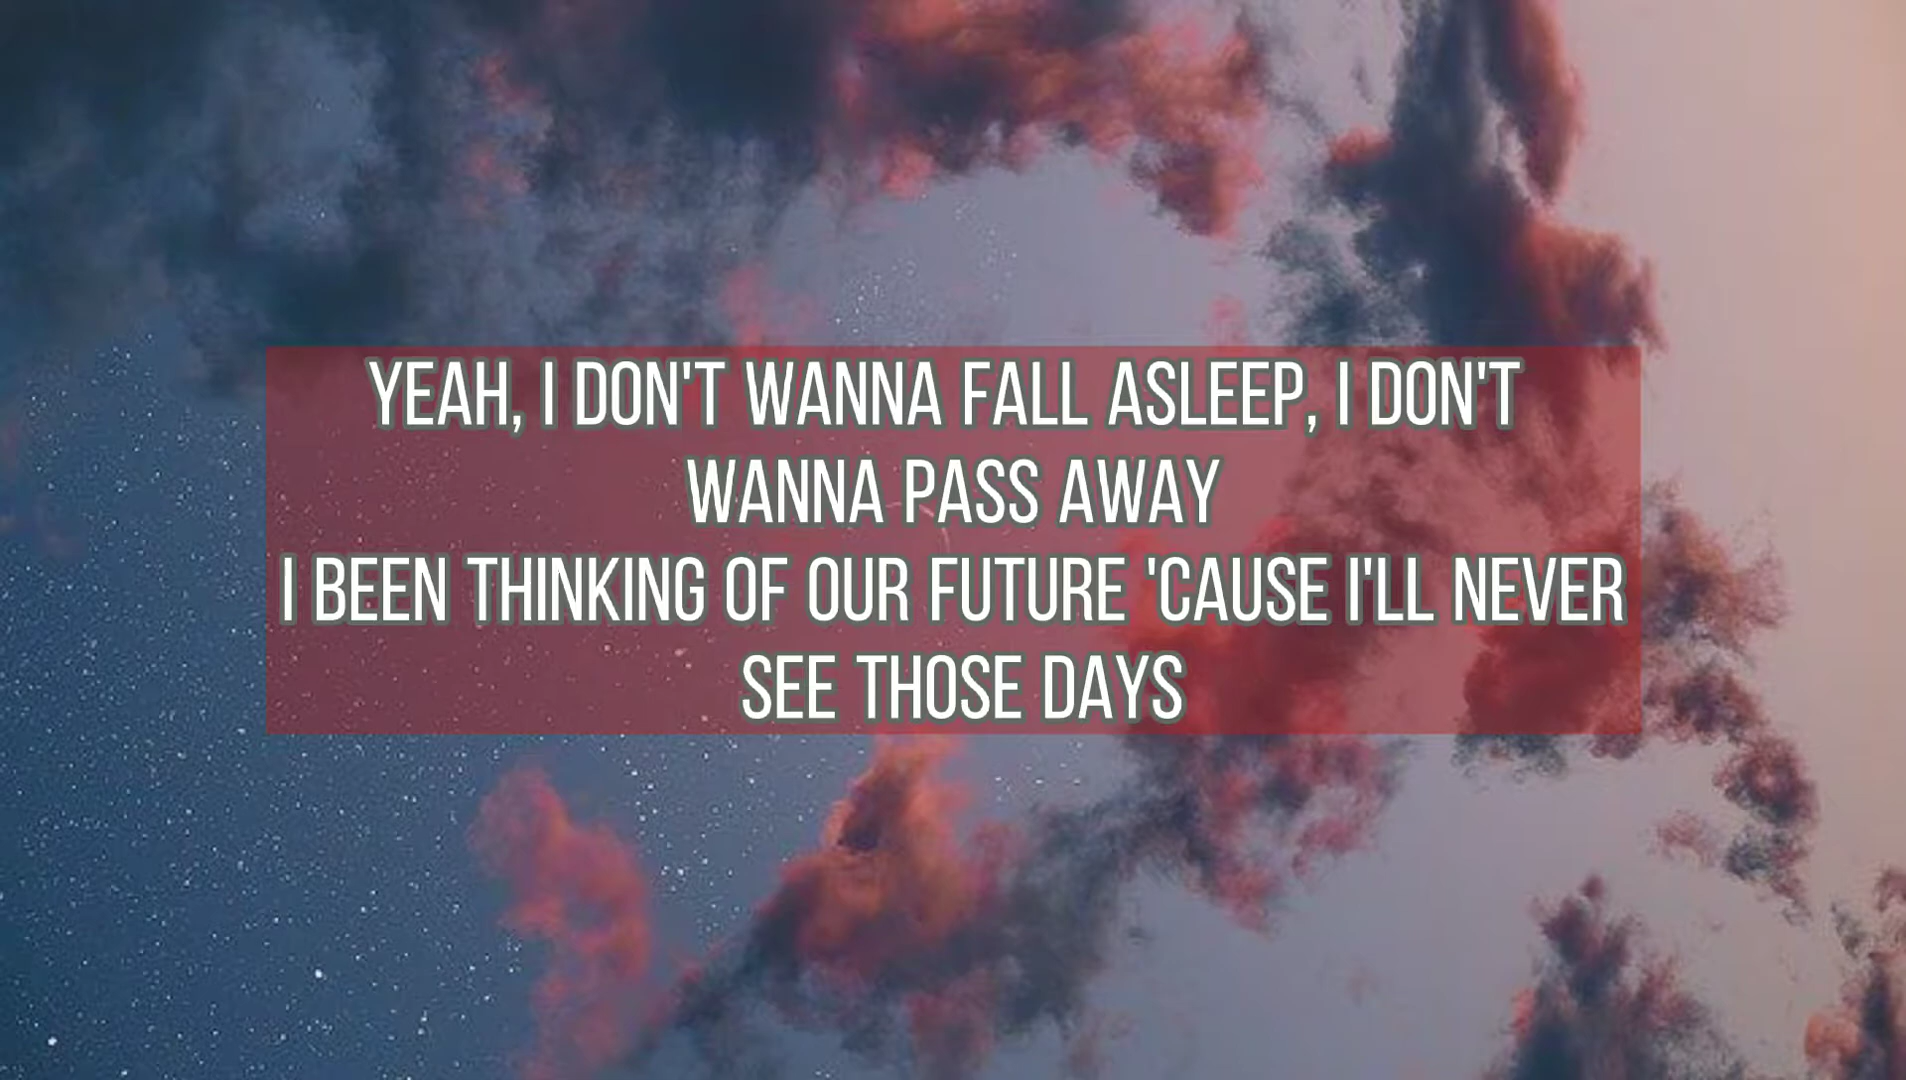 YEAH, I DON'T WANNA FALL ASLEEP, I DON'T
WANNA PASS AWAY
I BEEN THINKING OF OUR FUTURE 'CAUSE I'LL NEVER
SEE THOSE DAYS